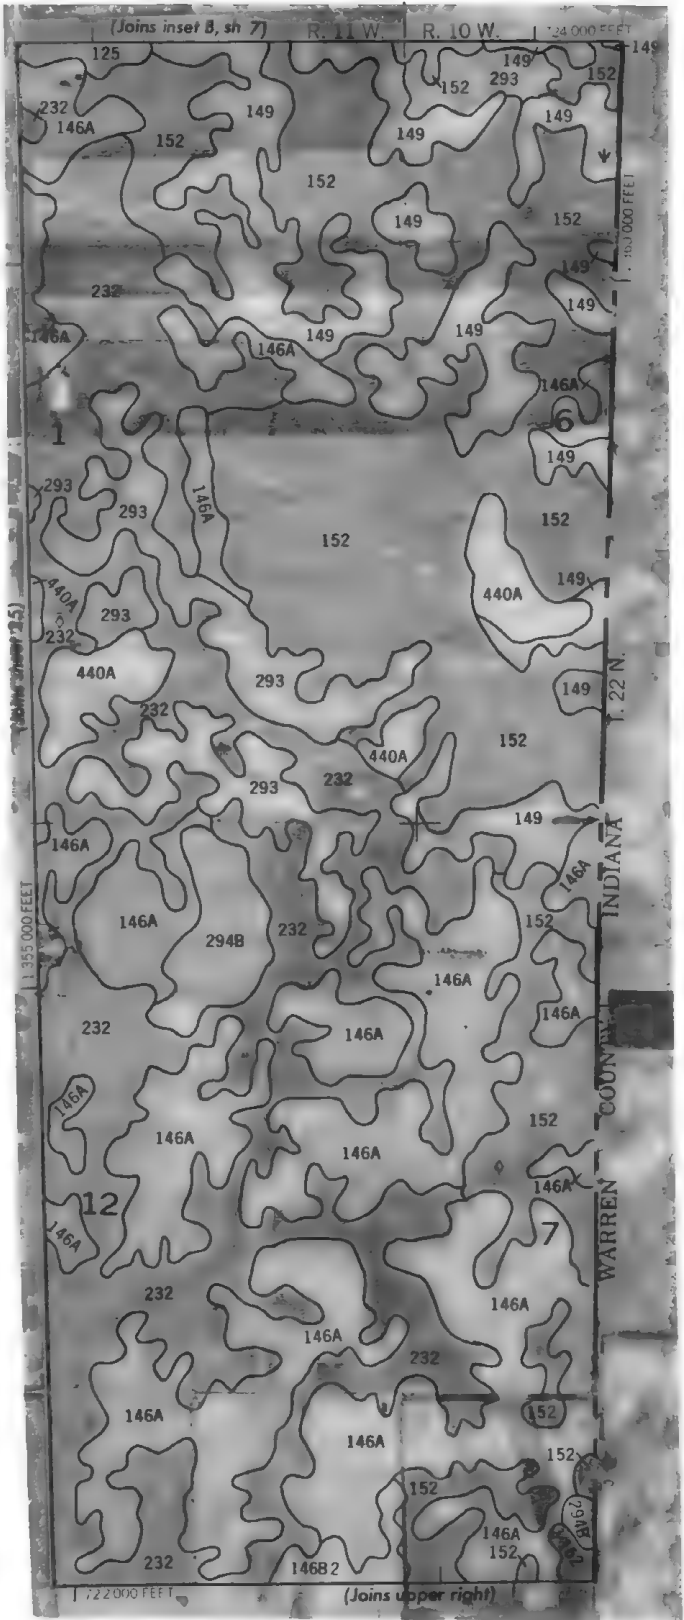 (Joins inset B, sh 7) R. 11 W. R. 10 W. 724 000 FEET
125 149 149
152 293 152
232 149 149
146A 152 149
152 152
149
149
232 149
149 149
146A 146A
146A
1 6
149
293 146A
293 152 152
440A 149
293 440A
232
440A 293 149
232 152
440A
293 232
149
146A 146A
146A 294B 232 152
146A
146A
232 146A
146A 152
146A 146A
146A
12 146A 7
232 146A
146A
232
146A 152
146A
152
152
146A 294B
152
232 146B2
722 000 FEET (Joins upper right)
1 355 000 FEET
T. 22 N.
WARREN COUNTY INDIANA